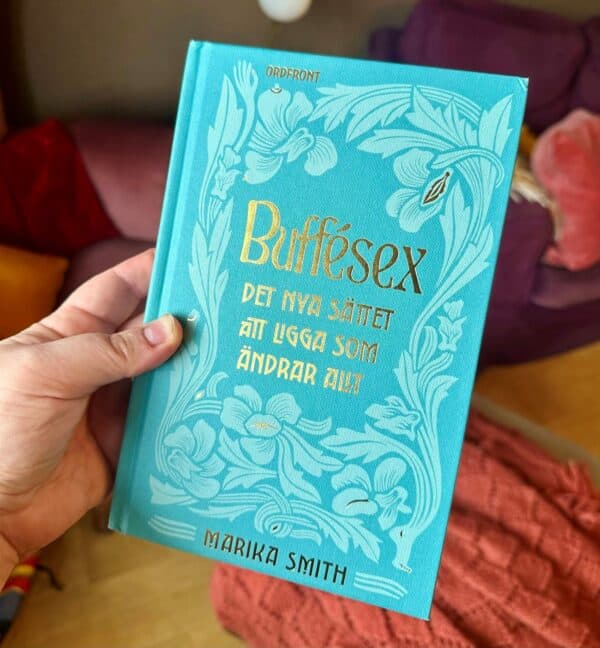 ORDFRONT
Buffésex
DET NYA SÄTTET
ATT LIGGA SOM
ÄNDRAR ALLT
MARIKA SMITH